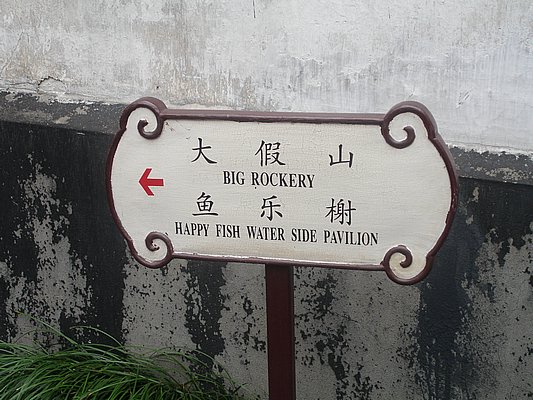 大假山
BIG ROCKERY
鱼乐榭
HAPPY FISH WATER SIDE PAVILION